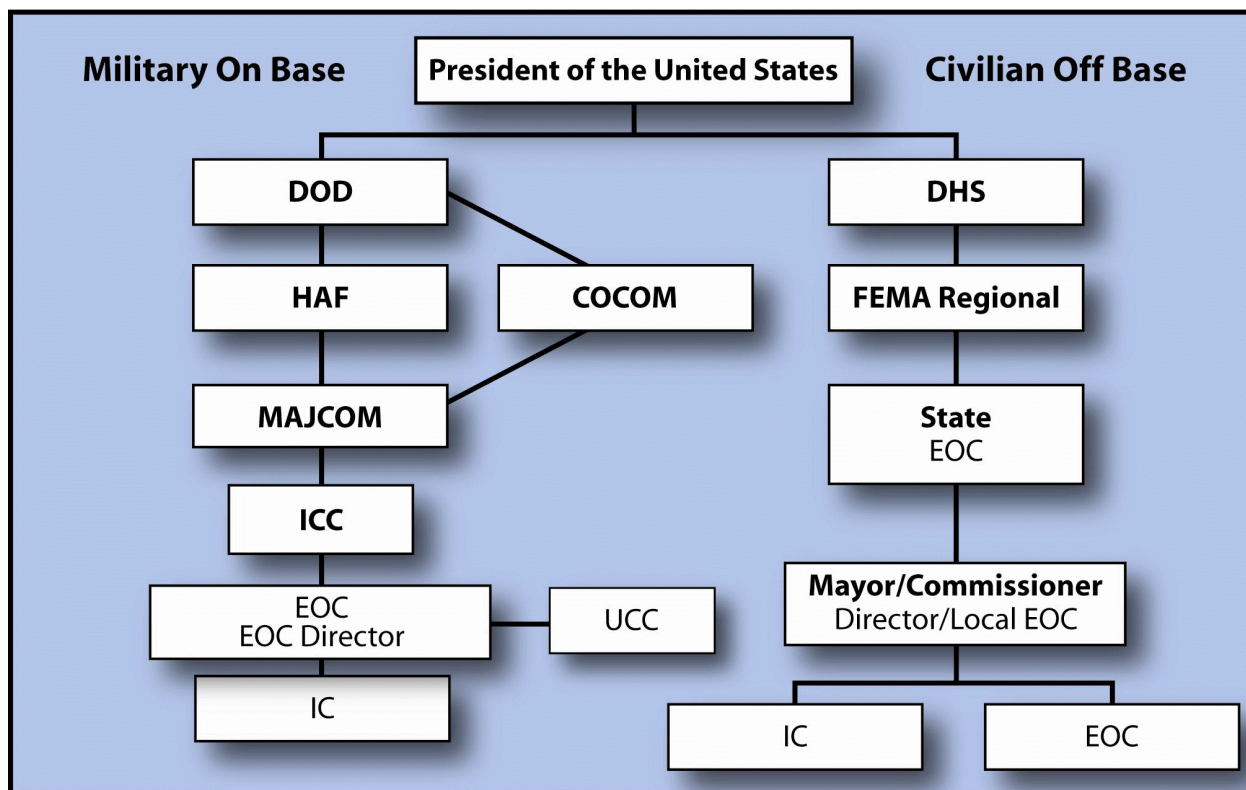 Military On Base
President of the United States
Civilian Off Base
DOD
DHS
HAF
COCOM
FEMA Regional
MAJCOM
State
EOC
ICC
EOC
EOC Director
UCC
Mayor/Commissioner
Director/Local EOC
IC
IC
EOC